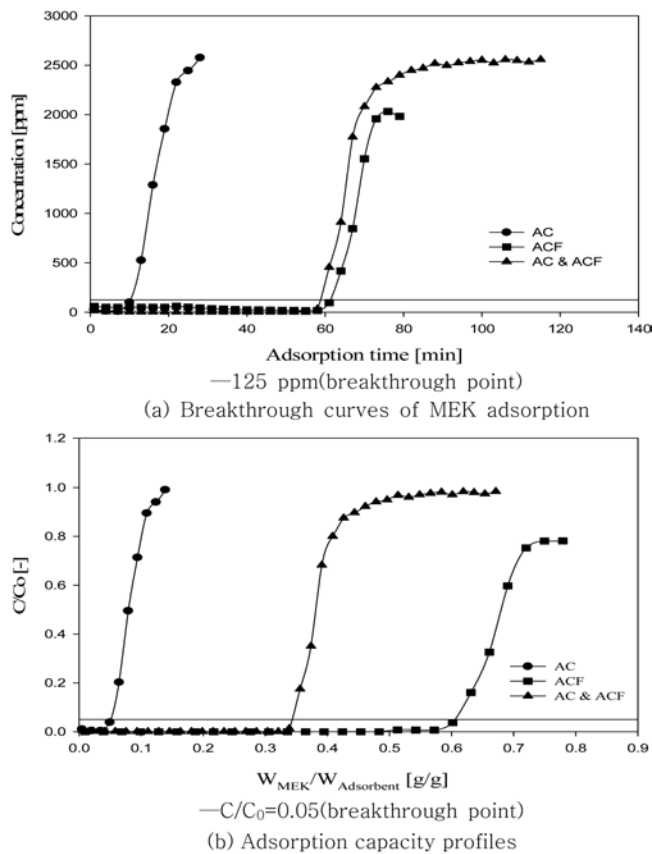 3000
2500
2000
1500
1000
500
0
Concentration [ppm]
AC
ACF
AC & ACF
0 20 40 60 80 100 120 140
Adsorption time [min]
—125 ppm(breakthrough point)
(a) Breakthrough curves of MEK adsorption
1.2
1.0
0.8
0.6
0.4
0.2
0.0
C/Co [-]
AC
ACF
AC & ACF
0.0 0.1 0.2 0.3 0.4 0.5 0.6 0.7 0.8 0.9
W_MEK/W_Adsorbent [g/g]
—C/C₀=0.05(breakthrough point)
(b) Adsorption capacity profiles